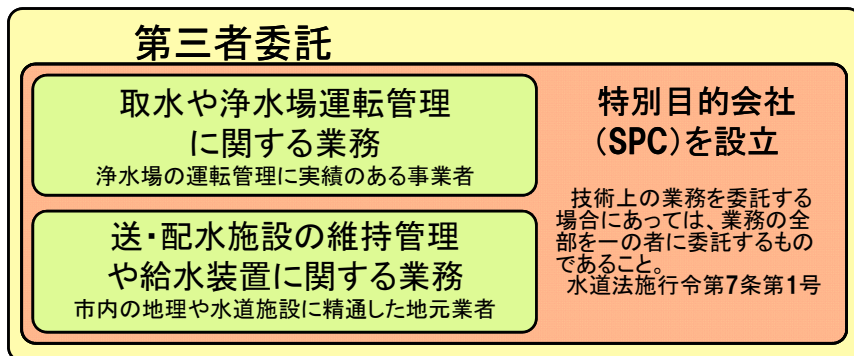 第三者委託
取水や浄水場運転管理
に関する業務
浄水場の運転管理に実績のある事業者
送・配水施設の維持管理
や給水装置に関する業務
市内の地理や水道施設に精通した地元業者
特別目的会社
（SPC）を設立
技術上の業務を委託する
場合にあっては、業務の全
部を一の者に委託するもの
であること。
水道法施行令第7条第1号